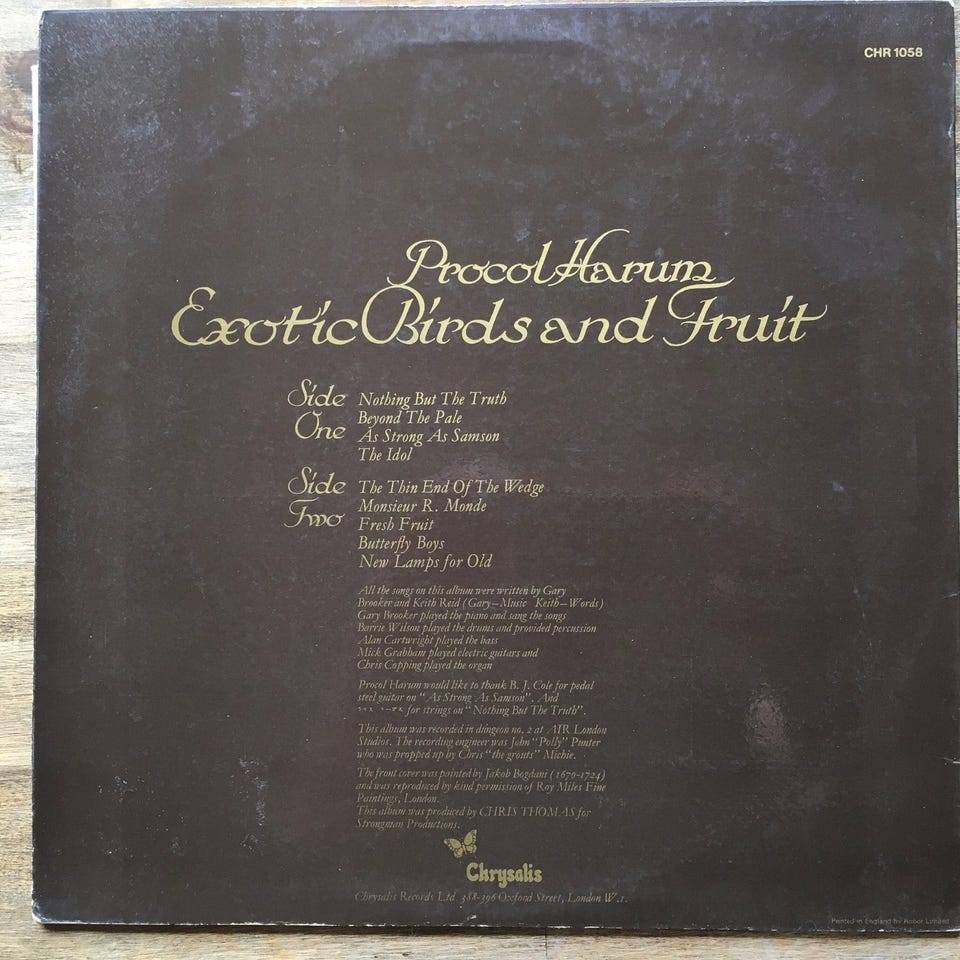 CHR 1058
Procol Harum
Exotic Birds and Fruit
Side One
Nothing But The Truth
Beyond The Pale
As Strong As Samson
The Idol
Side Two
The Thin End Of The Wedge
Monsieur R. Monde
Fresh Fruit
Butterfly Boys
New Lamps for Old
All the songs on this album were written by Gary
Brooker and Keith Reid (Gary–Music Keith–Words)
Gary Brooker played the piano and sang the songs
Barrie Wilson played the drums and provided percussion
Alan Cartwright played the bass
Mick Grabham played electric guitars and
Chris Copping played the organ
Procol Harum would like to thank B. J. Cole for pedal
steel guitar on "As Strong As Samson". And
for strings on "Nothing But The Truth".
This album was recorded in dungeon no. 2 at AIR London
Studios. The recording engineer was John "Polly" Punter
who was propped up by Chris "the grouts" Michie.
The front cover was painted by Jakob Bogdani (1670-1724)
and was reproduced by kind permission of Roy Miles Fine
Paintings, London.
This album was produced by CHRIS THOMAS for
Strongman Productions.
Chrysalis
Chrysalis Records Ltd. 388-396 Oxford Street, London W.1.
Printed in England by Robor Limited